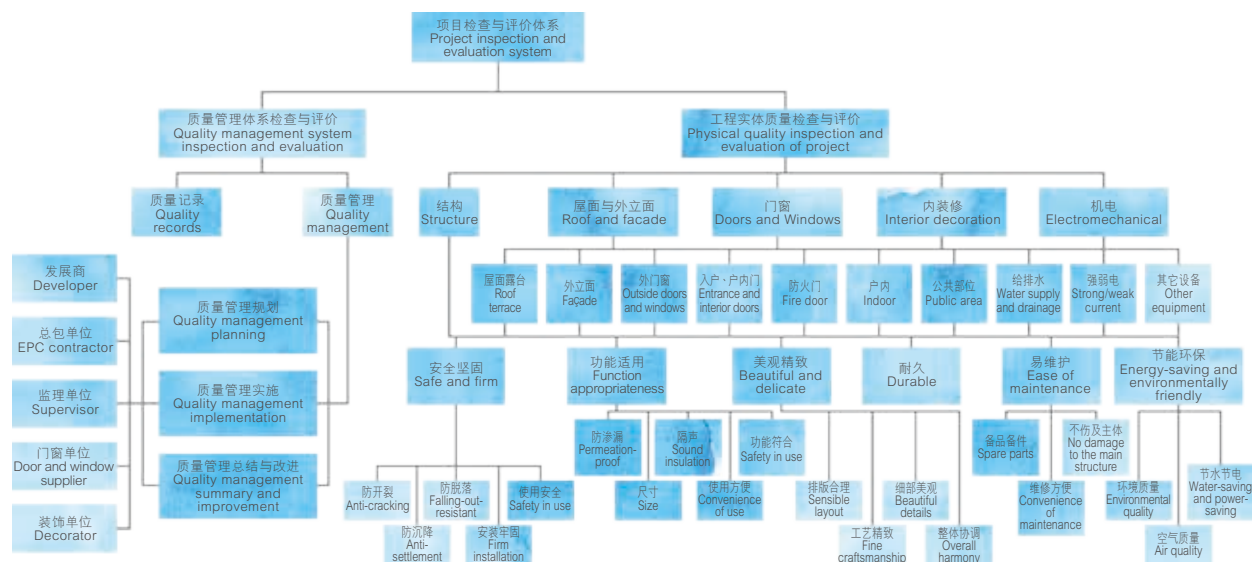 项目检查与评价体系
Project inspection and
evaluation system
质量管理体系检查与评价
Quality management system
inspection and evaluation
工程实体质量检查与评价
Physical quality inspection and
evaluation of project
质量记录
Quality
records
质量管理
Quality
management
结构
Structure
屋面与外立面
Roof and facade
门窗
Doors and Windows
内装修
Interior decoration
机电
Electromechanical
发展商
Developer
总包单位
EPC contractor
监理单位
Supervisor
门窗单位
Door and window
supplier
装饰单位
Decorator
质量管理规划
Quality management
planning
质量管理实施
Quality management
implementation
质量管理总结与改进
Quality management
summary and
improvement
屋面露台
Roof
terrace
外立面
Façade
外门窗
Outside doors
and windows
入户、户内门
Entrance and
interior doors
防火门
Fire door
户内
Indoor
公共部位
Public area
给排水
Water supply
and drainage
强弱电
Strong/weak
current
其它设备
Other
equipment
安全坚固
Safe and firm
功能适用
Function
appropriateness
美观精致
Beautiful and
delicate
耐久
Durable
易维护
Ease of
maintenance
节能环保
Energy-saving and
environmentally
friendly
防开裂
Anti-cracking
防沉降
Anti-
settlement
防脱落
Falling-out-
resistant
安装牢固
Firm
installation
使用安全
Safety in use
防渗漏
Permeation-
proof
尺寸
Size
隔声
Sound
insulation
使用方便
Convenience
of use
功能符合
Safety in use
排版合理
Sensible
layout
工艺精致
Fine
craftsmanship
细部美观
Beautiful
details
整体协调
Overall
harmony
备品备件
Spare parts
维修方便
Convenience of
maintenance
不伤及主体
No damage
to the main
structure
环境质量
Environmental
quality
空气质量
Air quality
节水节电
Water-saving
and power-
saving